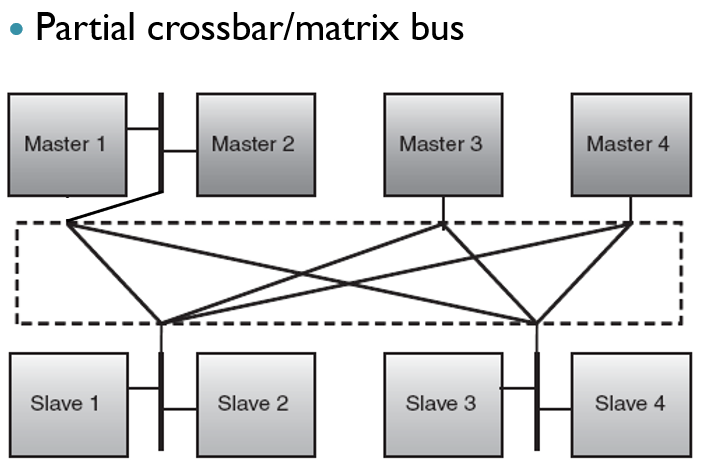 • Partial crossbar/matrix bus
Master 1
Master 2
Master 3
Master 4
Slave 1
Slave 2
Slave 3
Slave 4